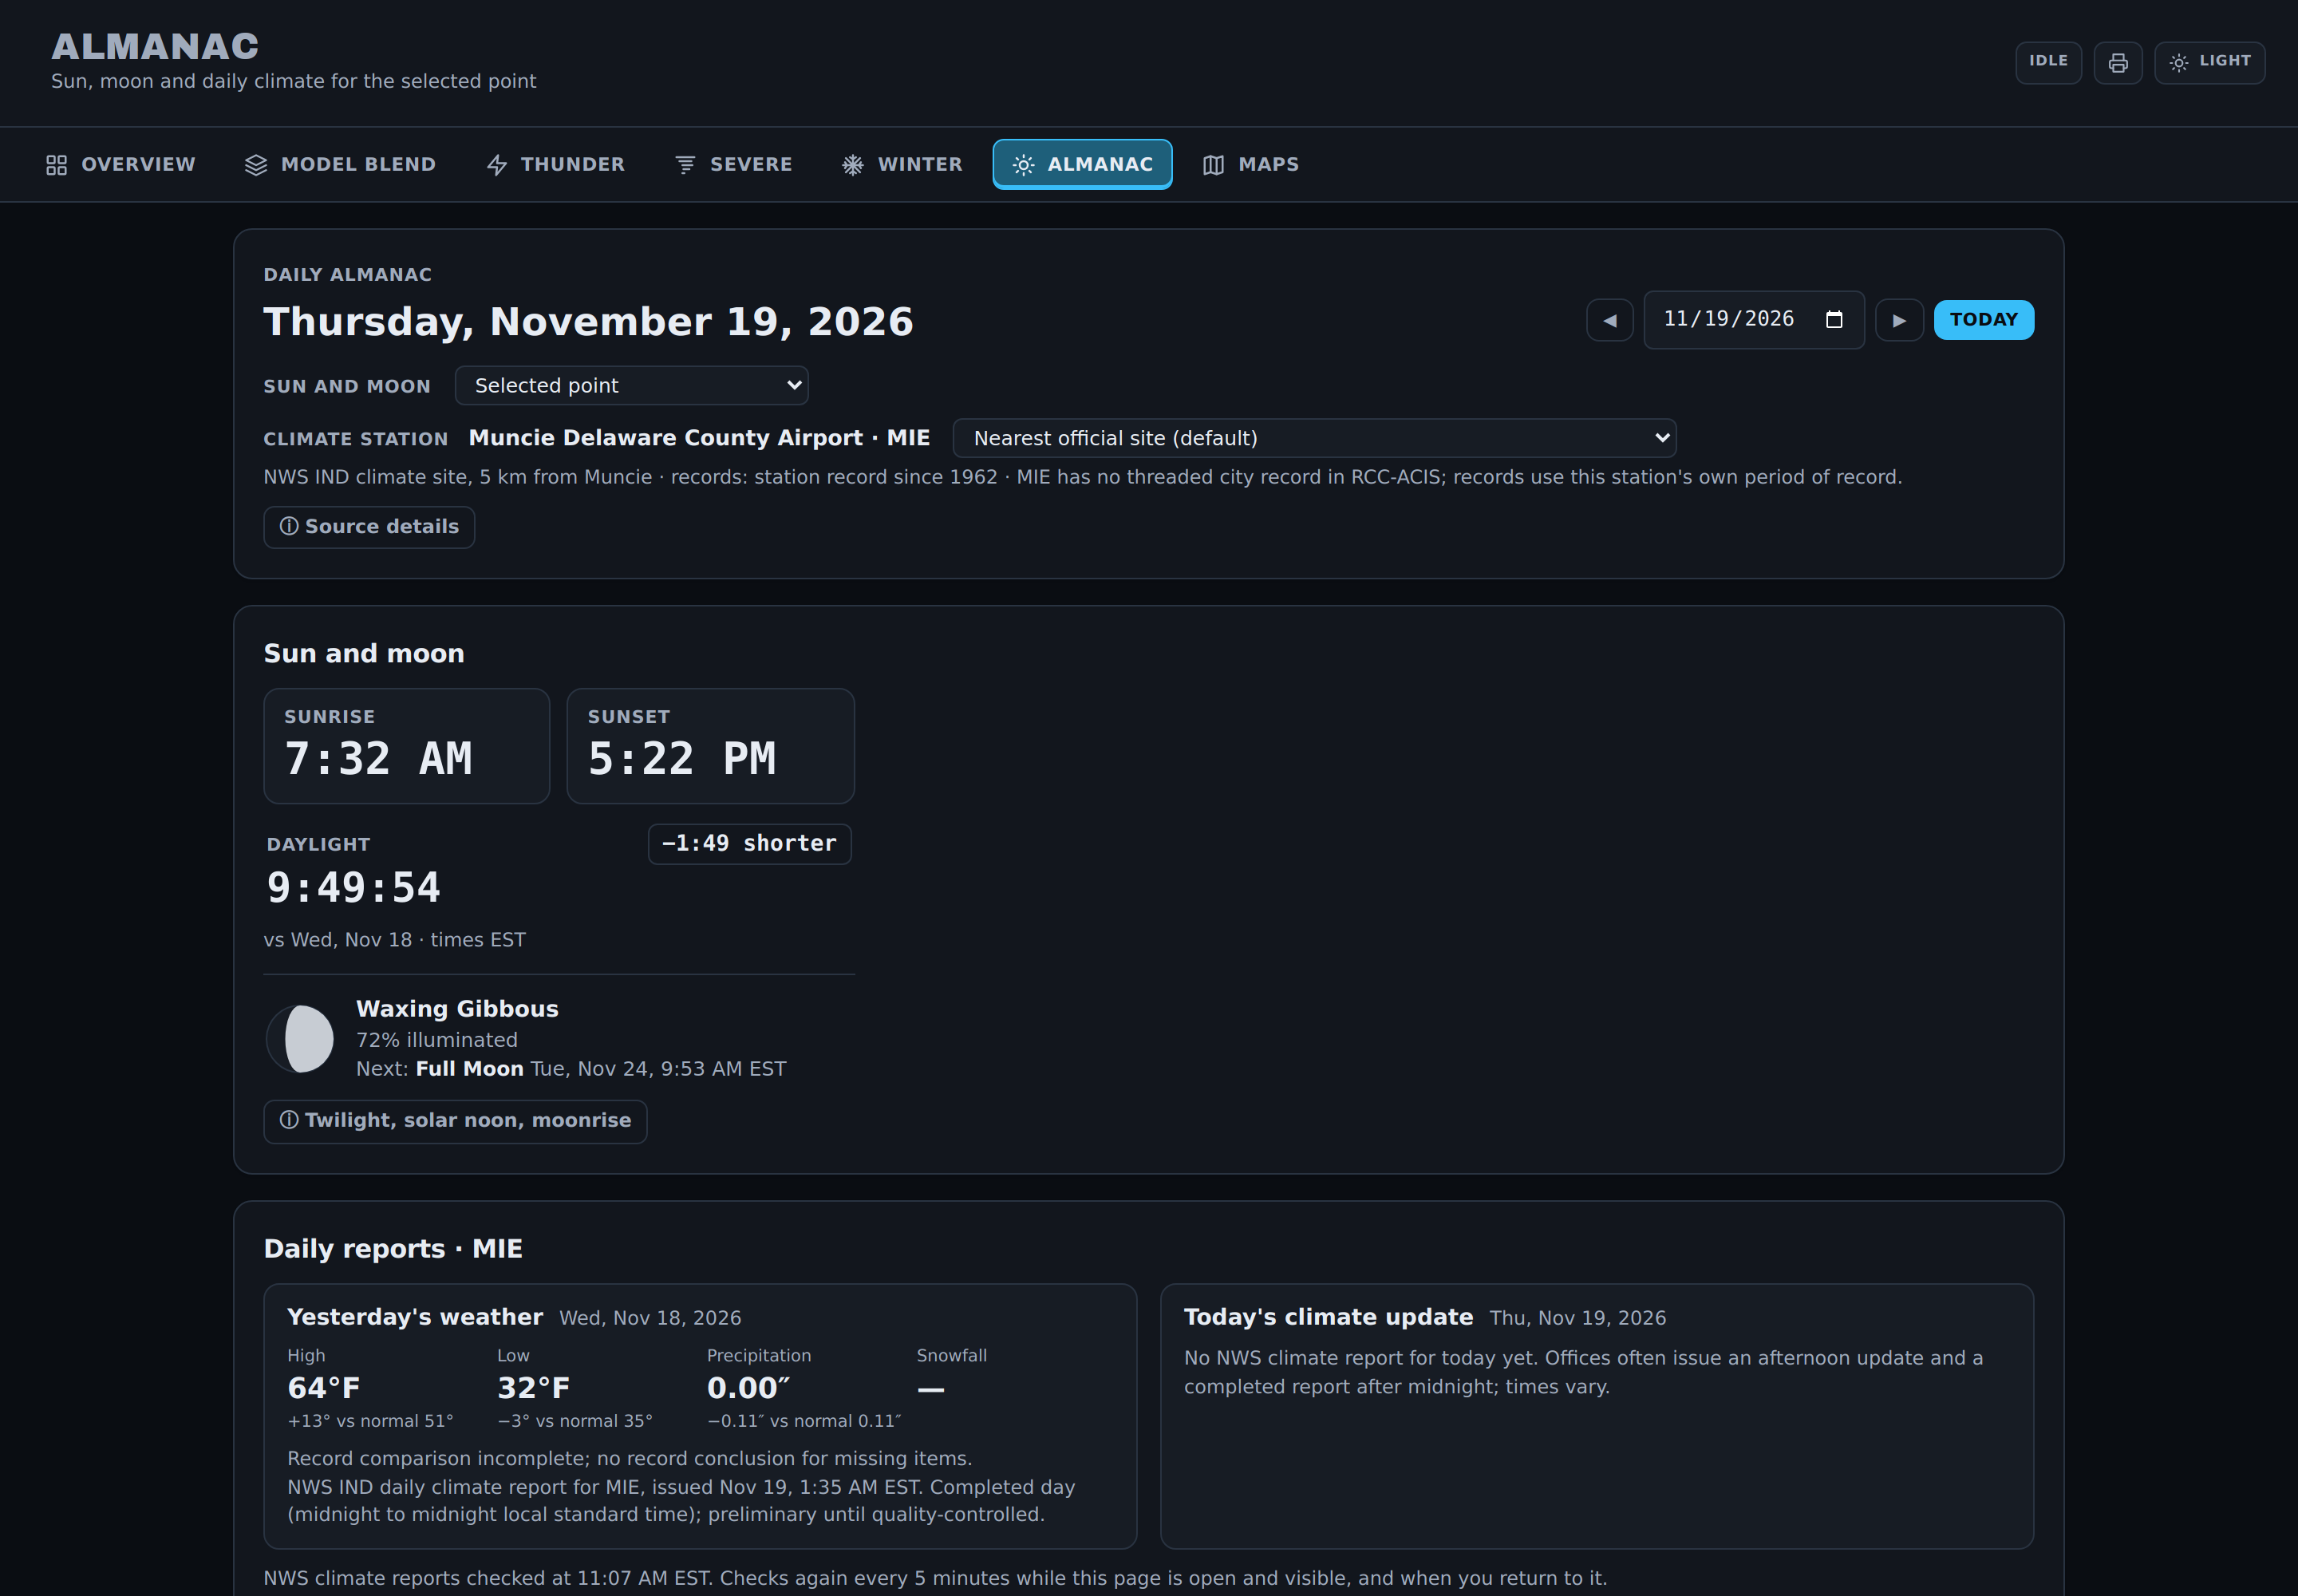 ALMANAC
Sun, moon and daily climate for the selected point
IDLE
LIGHT
OVERVIEW
MODEL BLEND
THUNDER
SEVERE
WINTER
ALMANAC
MAPS
DAILY ALMANAC
Thursday, November 19, 2026
◀
11/19/2026
▶
TODAY
SUN AND MOON
Selected point
CLIMATE STATION
Muncie Delaware County Airport · MIE
Nearest official site (default)
NWS IND climate site, 5 km from Muncie · records: station record since 1962 · MIE has no threaded city record in RCC-ACIS; records use this station's own period of record.
ⓘ Source details
Sun and moon
SUNRISE
7:32 AM
SUNSET
5:22 PM
DAYLIGHT
−1:49 shorter
9:49:54
vs Wed, Nov 18 · times EST
Waxing Gibbous
72% illuminated
Next: Full Moon Tue, Nov 24, 9:53 AM EST
ⓘ Twilight, solar noon, moonrise
Daily reports · MIE
Yesterday's weather Wed, Nov 18, 2026
High
64°F
+13° vs normal 51°
Low
32°F
−3° vs normal 35°
Precipitation
0.00″
−0.11″ vs normal 0.11″
Snowfall
—
Record comparison incomplete; no record conclusion for missing items.
NWS IND daily climate report for MIE, issued Nov 19, 1:35 AM EST. Completed day
(midnight to midnight local standard time); preliminary until quality-controlled.
Today's climate update Thu, Nov 19, 2026
No NWS climate report for today yet. Offices often issue an afternoon update and a
completed report after midnight; times vary.
NWS climate reports checked at 11:07 AM EST. Checks again every 5 minutes while this page is open and visible, and when you return to it.